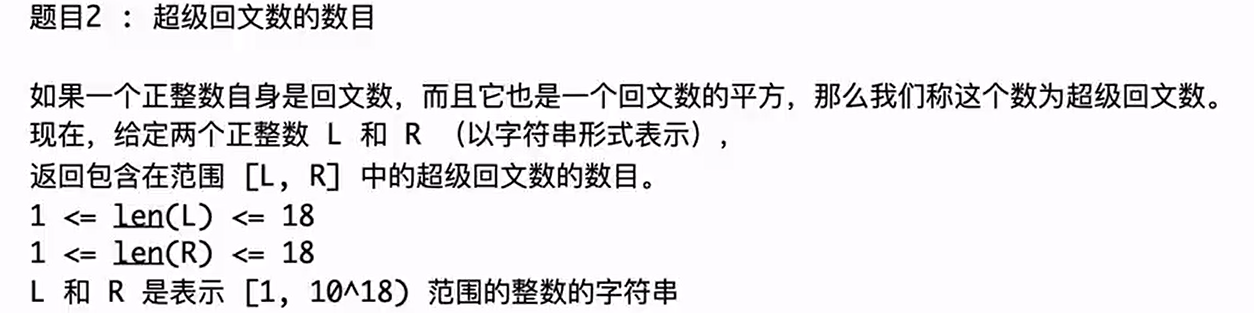 题目2 : 超级回文数的数目
如果一个正整数自身是回文数，而且它也是一个回文数的平方，那么我们称这个数为超级回文数。
现在，给定两个正整数 L 和 R （以字符串形式表示），
返回包含在范围 [L, R] 中的超级回文数的数目。
1 <= len(L) <= 18
1 <= len(R) <= 18
L 和 R 是表示 [1, 10^18) 范围的整数的字符串